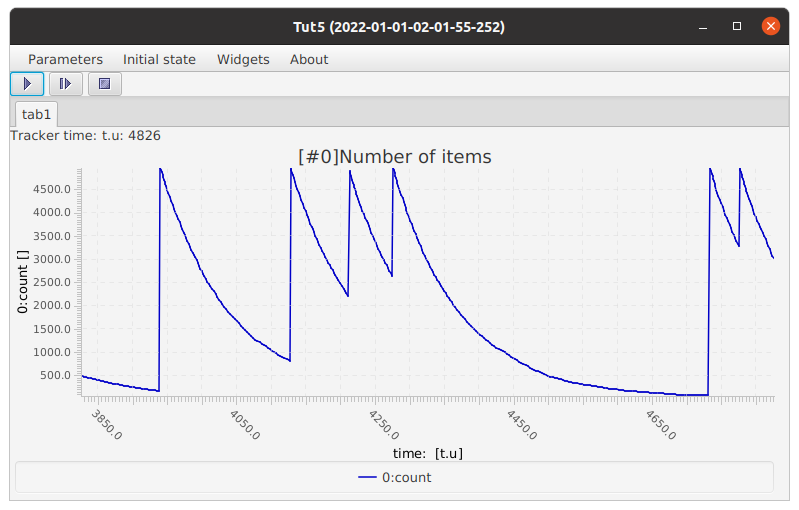 Tut5 (2022-01-01-02-01-55-252)
Parameters Initial state Widgets About
tab1
Tracker time: t.u: 4826
[#0]Number of items
0:count []
4500.0
4000.0
3500.0
3000.0
2500.0
2000.0
1500.0
1000.0
500.0
3850.0 4050.0 4250.0 4450.0 4650.0
time: [t.u]
0:count